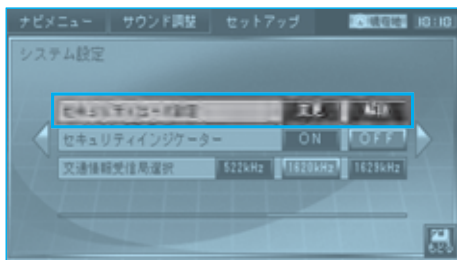 ナビメニュー サウンド調整 セットアップ 10:10
システム設定
セキュリティコード設定 変更 解除
セキュリティインジケーター ON OFF
交通情報受信局選択 522kHz 1620kHz 1629kHz
もどる